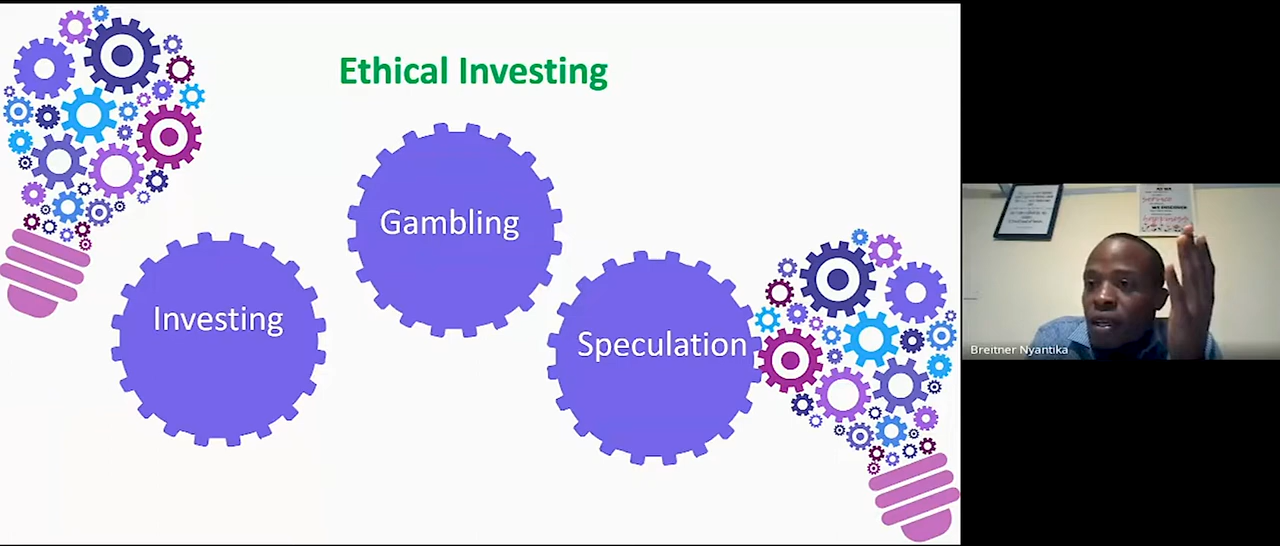 Ethical Investing
Gambling
Investing
Speculation
Breitner Nyantika